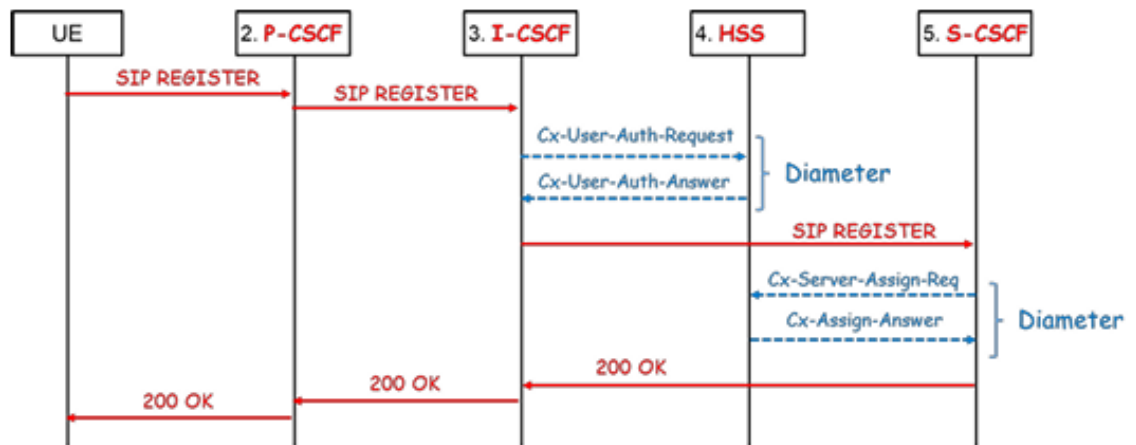 UE
2. P-CSCF
3. I-CSCF
4. HSS
5. S-CSCF
SIP REGISTER
SIP REGISTER
Cx-User-Auth-Request
Cx-User-Auth-Answer
Diameter
SIP REGISTER
Cx-Server-Assign-Req
Cx-Assign-Answer
Diameter
200 OK
200 OK
200 OK